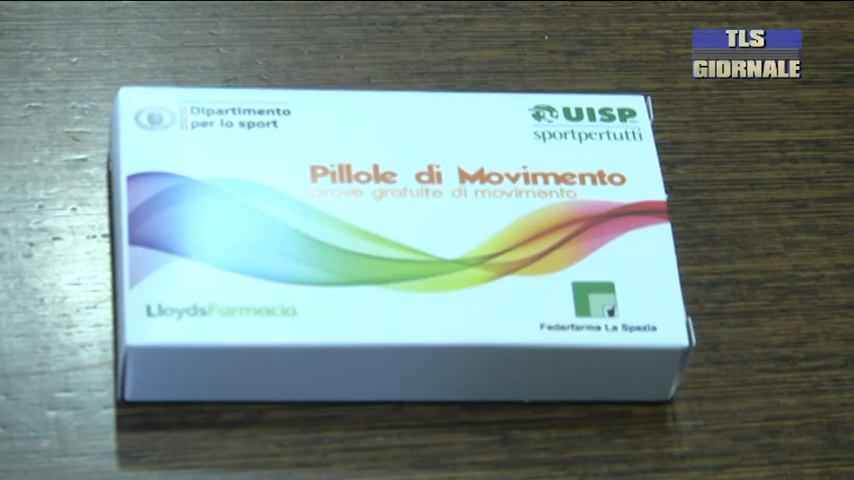 TLS
GIORNALE
Dipartimento
per lo sport
UISP
sportpertutti
Pillole di Movimento
prove gratuite di movimento
LloydsFarmacia
Federfarma La Spezia